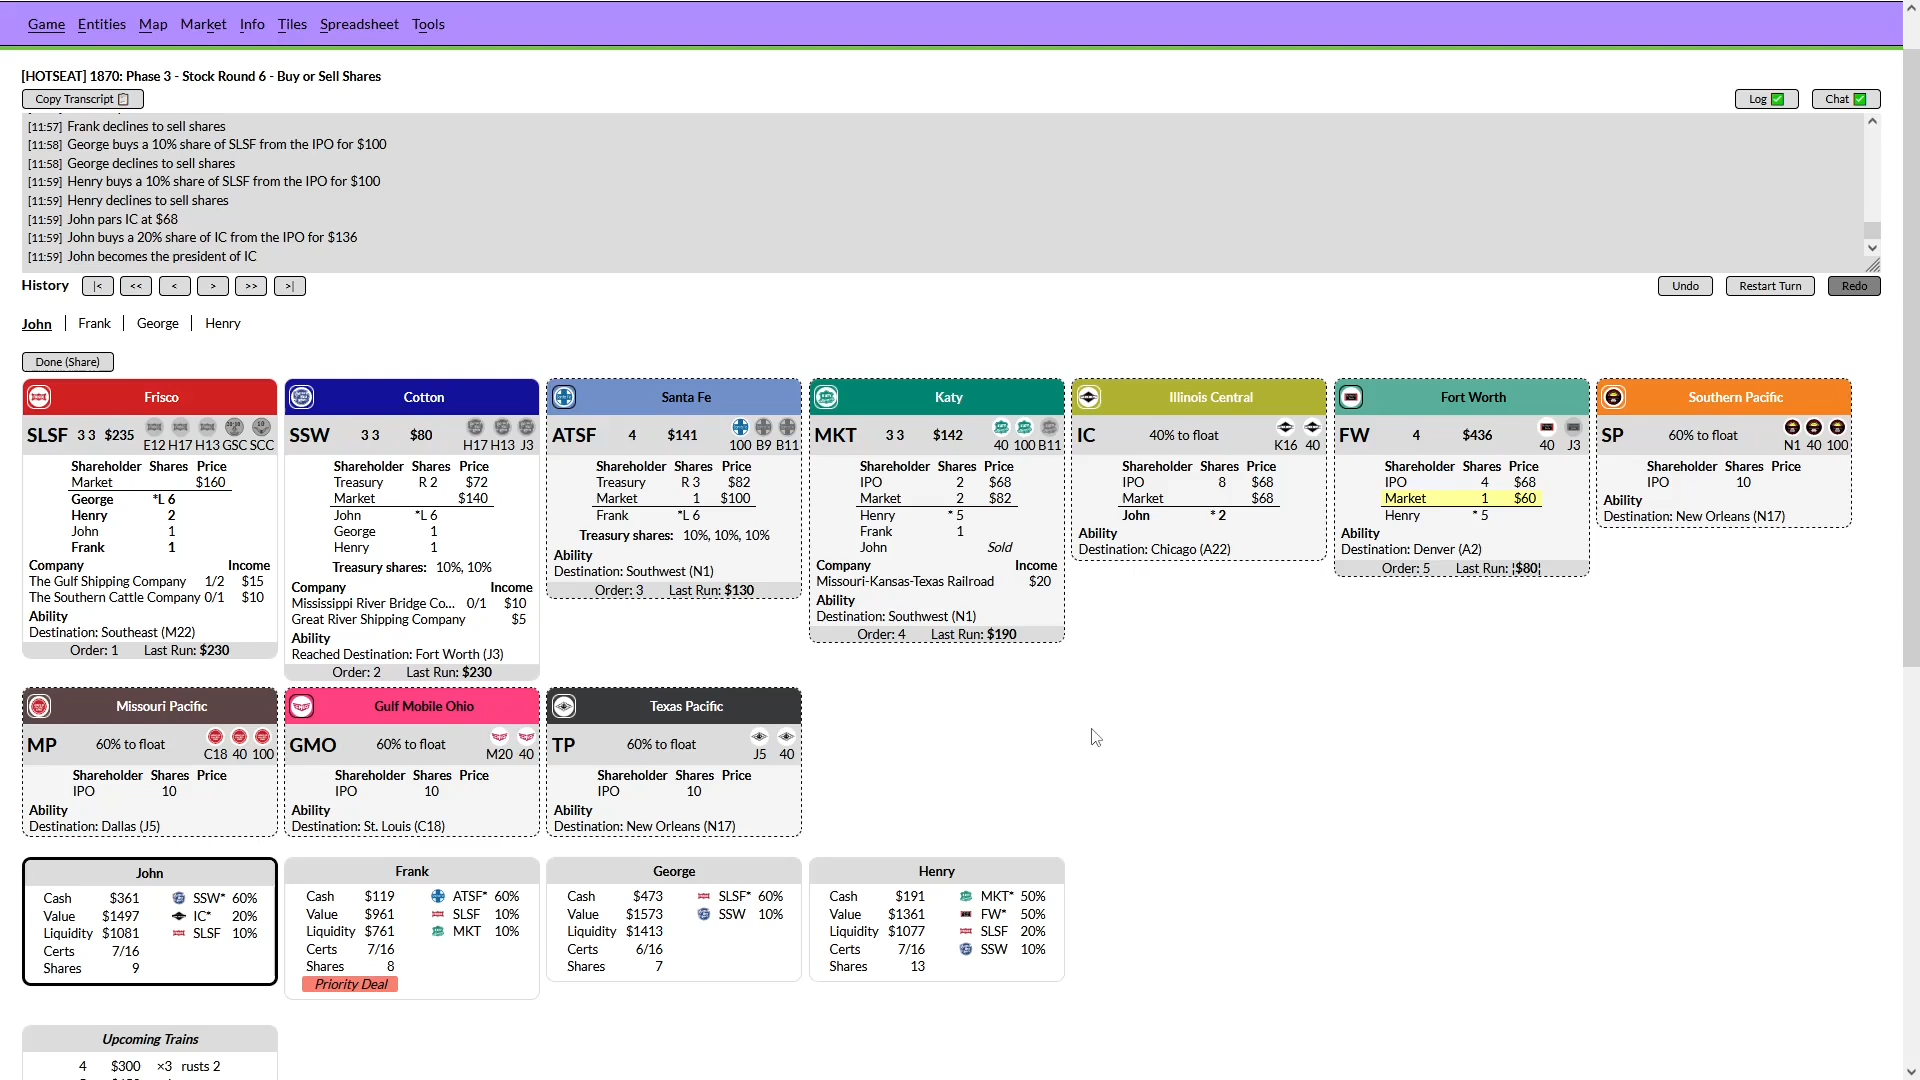 Game Entities Map Market Info Tiles Spreadsheet Tools
[HOTSEAT] 1870: Phase 3 - Stock Round 6 - Buy or Sell Shares
Copy Transcript
Log
Chat
[11:57] Frank declines to sell shares
[11:58] George buys a 10% share of SLSF from the IPO for $100
[11:58] George declines to sell shares
[11:59] Henry buys a 10% share of SLSF from the IPO for $100
[11:59] Henry declines to sell shares
[11:59] John pars IC at $68
[11:59] John buys a 20% share of IC from the IPO for $136
[11:59] John becomes the president of IC
History |< << < > >> >| Undo Restart Turn Redo
John Frank George Henry
Done (Share)
Frisco
SLSF 3 3 $235 E12 H17 H13 GSC SCC
Shareholder Shares Price
Market $160
George *L 6
Henry 2
John 1
Frank 1
Company Income
The Gulf Shipping Company 1/2 $15
The Southern Cattle Company 0/1 $10
Ability
Destination: Southeast (M22)
Order: 1 Last Run: $230
Cotton
SSW 3 3 $80 H17 H13 J3
Shareholder Shares Price
Treasury R 2 $72
Market $140
John *L 6
George 1
Henry 1
Treasury shares: 10%, 10%
Company Income
Mississippi River Bridge Co... 0/1 $10
Great River Shipping Company $5
Ability
Reached Destination: Fort Worth (J3)
Order: 2 Last Run: $230
Santa Fe
ATSF 4 $141 100 B9 B11
Shareholder Shares Price
Treasury R 3 $82
Market 1 $100
Frank *L 6
Treasury shares: 10%, 10%, 10%
Ability
Destination: Southwest (N1)
Order: 3 Last Run: $130
Katy
MKT 3 3 $142 40 100 B11
Shareholder Shares Price
IPO 2 $68
Market 2 $82
Henry * 5
Frank 1
John Sold
Company Income
Missouri-Kansas-Texas Railroad $20
Ability
Destination: Southwest (N1)
Order: 4 Last Run: $190
Illinois Central
IC 40% to float K16 40
Shareholder Shares Price
IPO 8 $68
Market $68
John * 2
Ability
Destination: Chicago (A22)
Fort Worth
FW 4 $436 40 J3
Shareholder Shares Price
IPO 4 $68
Market 1 $60
Henry * 5
Ability
Destination: Denver (A2)
Order: 5 Last Run: ¦$80¦
Southern Pacific
SP 60% to float N1 40 100
Shareholder Shares Price
IPO 10
Ability
Destination: New Orleans (N17)
Missouri Pacific
MP 60% to float C18 40 100
Shareholder Shares Price
IPO 10
Ability
Destination: Dallas (J5)
Gulf Mobile Ohio
GMO 60% to float M20 40
Shareholder Shares Price
IPO 10
Ability
Destination: St. Louis (C18)
Texas Pacific
TP 60% to float J5 40
Shareholder Shares Price
IPO 10
Ability
Destination: New Orleans (N17)
John
Cash $361 SSW* 60%
Value $1497 IC* 20%
Liquidity $1081 SLSF 10%
Certs 7/16
Shares 9
Frank
Cash $119 ATSF* 60%
Value $961 SLSF 10%
Liquidity $761 MKT 10%
Certs 7/16
Shares 8
Priority Deal
George
Cash $473 SLSF* 60%
Value $1573 SSW 10%
Liquidity $1413
Certs 6/16
Shares 7
Henry
Cash $191 MKT* 50%
Value $1361 FW* 50%
Liquidity $1077 SLSF 20%
Certs 7/16 SSW 10%
Shares 13
Upcoming Trains
4 $300 ×3 rusts 2